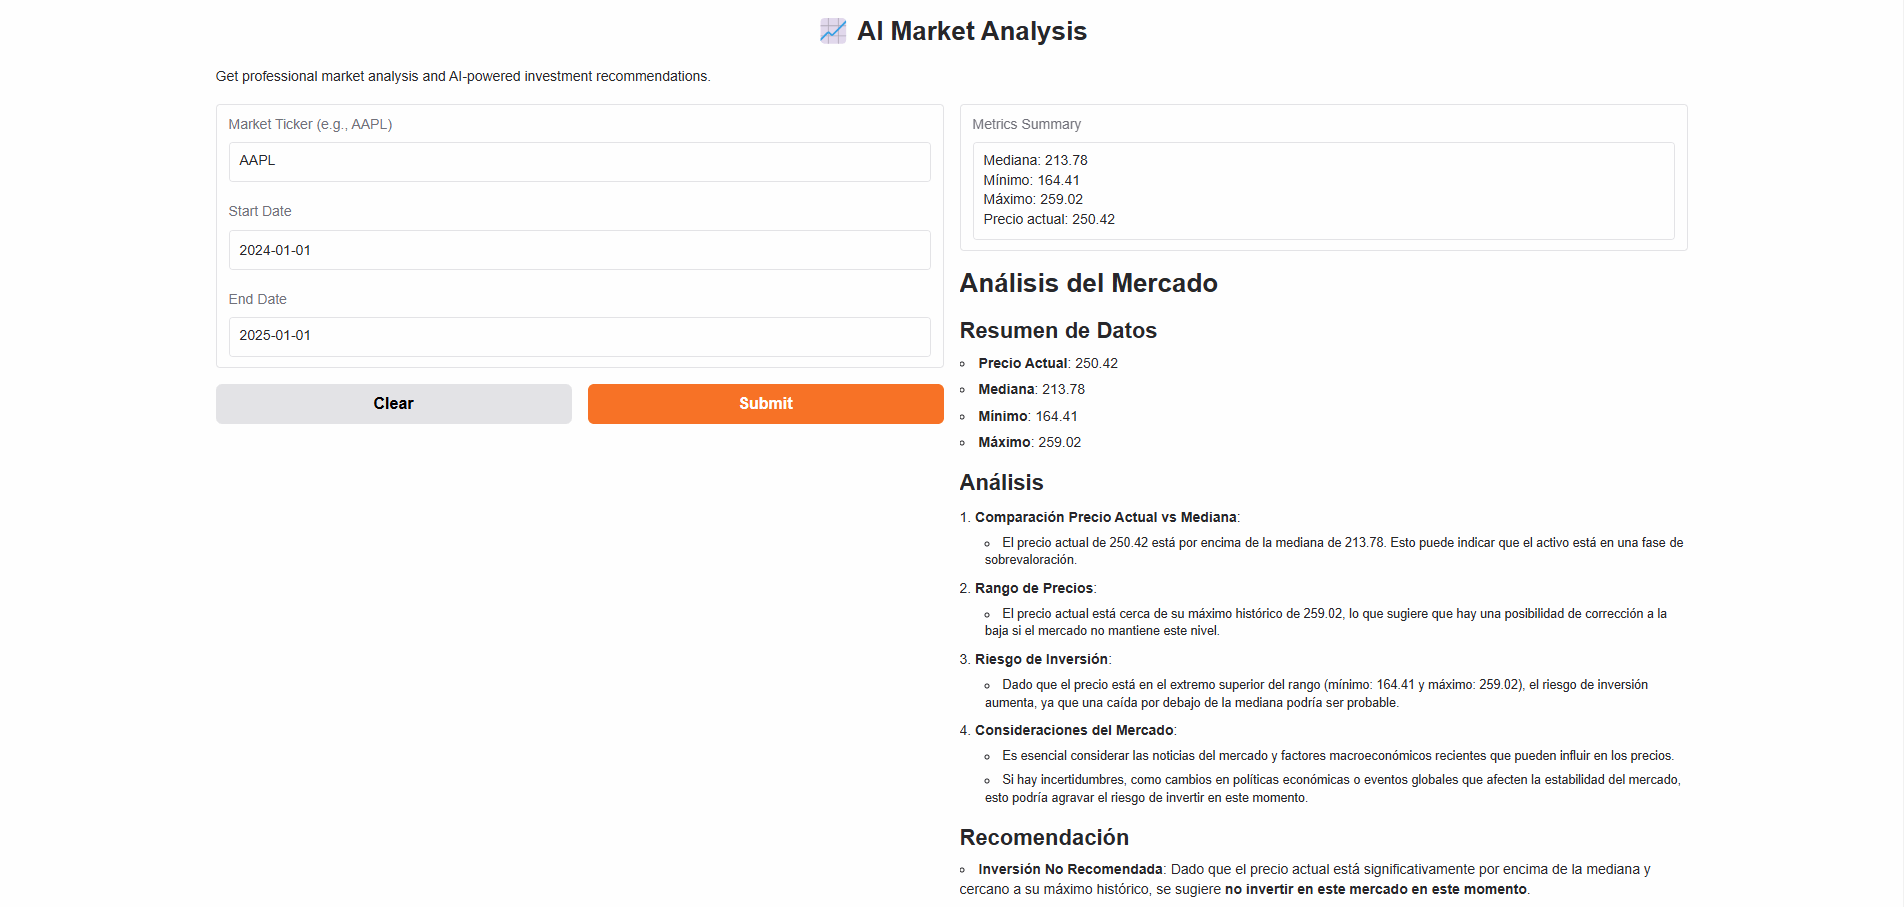 AI Market Analysis
Get professional market analysis and AI-powered investment recommendations.
Market Ticker (e.g., AAPL)
AAPL
Start Date
2024-01-01
End Date
2025-01-01
Clear
Submit
Metrics Summary
Mediana: 213.78
Mínimo: 164.41
Máximo: 259.02
Precio actual: 250.42
Análisis del Mercado
Resumen de Datos
Precio Actual: 250.42
Mediana: 213.78
Mínimo: 164.41
Máximo: 259.02
Análisis
1. Comparación Precio Actual vs Mediana:
El precio actual de 250.42 está por encima de la mediana de 213.78. Esto puede indicar que el activo está en una fase de
sobrevaloración.
2. Rango de Precios:
El precio actual está cerca de su máximo histórico de 259.02, lo que sugiere que hay una posibilidad de corrección a la
baja si el mercado no mantiene este nivel.
3. Riesgo de Inversión:
Dado que el precio está en el extremo superior del rango (mínimo: 164.41 y máximo: 259.02), el riesgo de inversión
aumenta, ya que una caída por debajo de la mediana podría ser probable.
4. Consideraciones del Mercado:
Es esencial considerar las noticias del mercado y factores macroeconómicos recientes que pueden influir en los precios.
Si hay incertidumbres, como cambios en políticas económicas o eventos globales que afecten la estabilidad del mercado,
esto podría agravar el riesgo de invertir en este momento.
Recomendación
Inversión No Recomendada: Dado que el precio actual está significativamente por encima de la mediana y
cercano a su máximo histórico, se sugiere no invertir en este mercado en este momento.